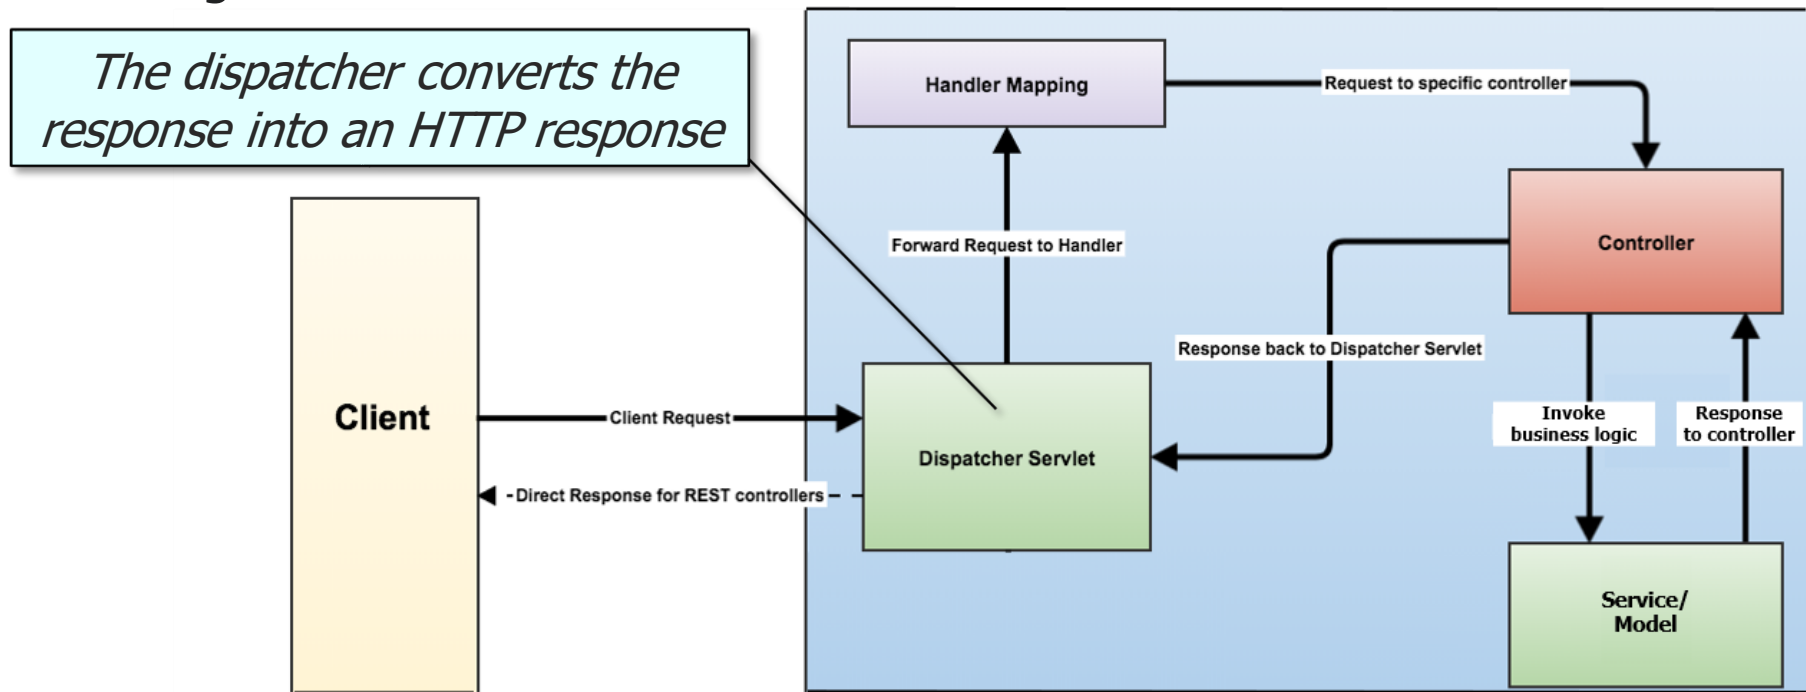 The dispatcher converts the
response into an HTTP response
Handler Mapping
Request to specific controller
Forward Request to Handler
Controller
Response back to Dispatcher Servlet
Client
Client Request
Dispatcher Servlet
Direct Response for REST controllers
Invoke
business logic
Response
to controller
Service/
Model